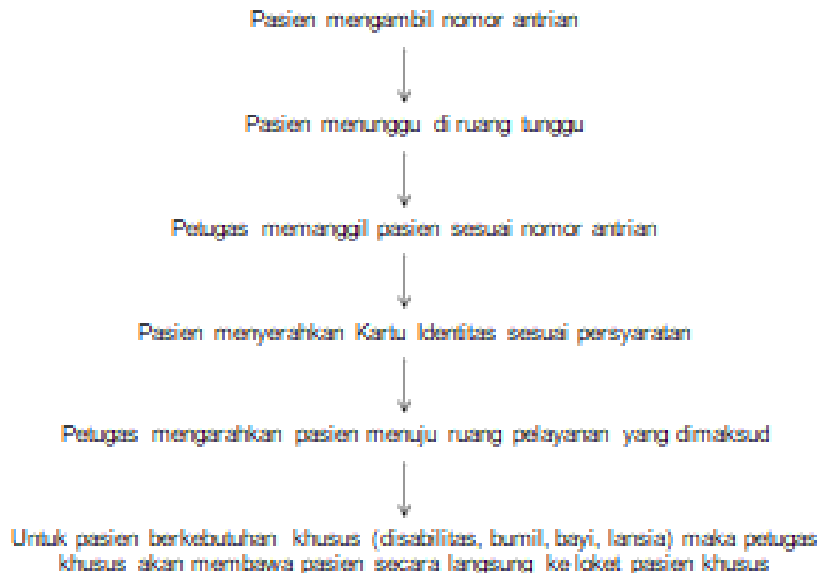 Pasien mengambil nomor antrian
Pasien menunggu di ruang tunggu
Petugas memanggil pasien sesuai nomor antrian
Pasien menyerahkan Kartu Identitas sesuai persyaratan
Petugas mengarahkan pasien menuju ruang pelayanan yang dimaksud
Untuk pasien berkebutuhan khusus (disabilitas, bumil, bayi, lansia) maka petugas
khusus akan membawa pasien secara langsung ke loket pasien khusus